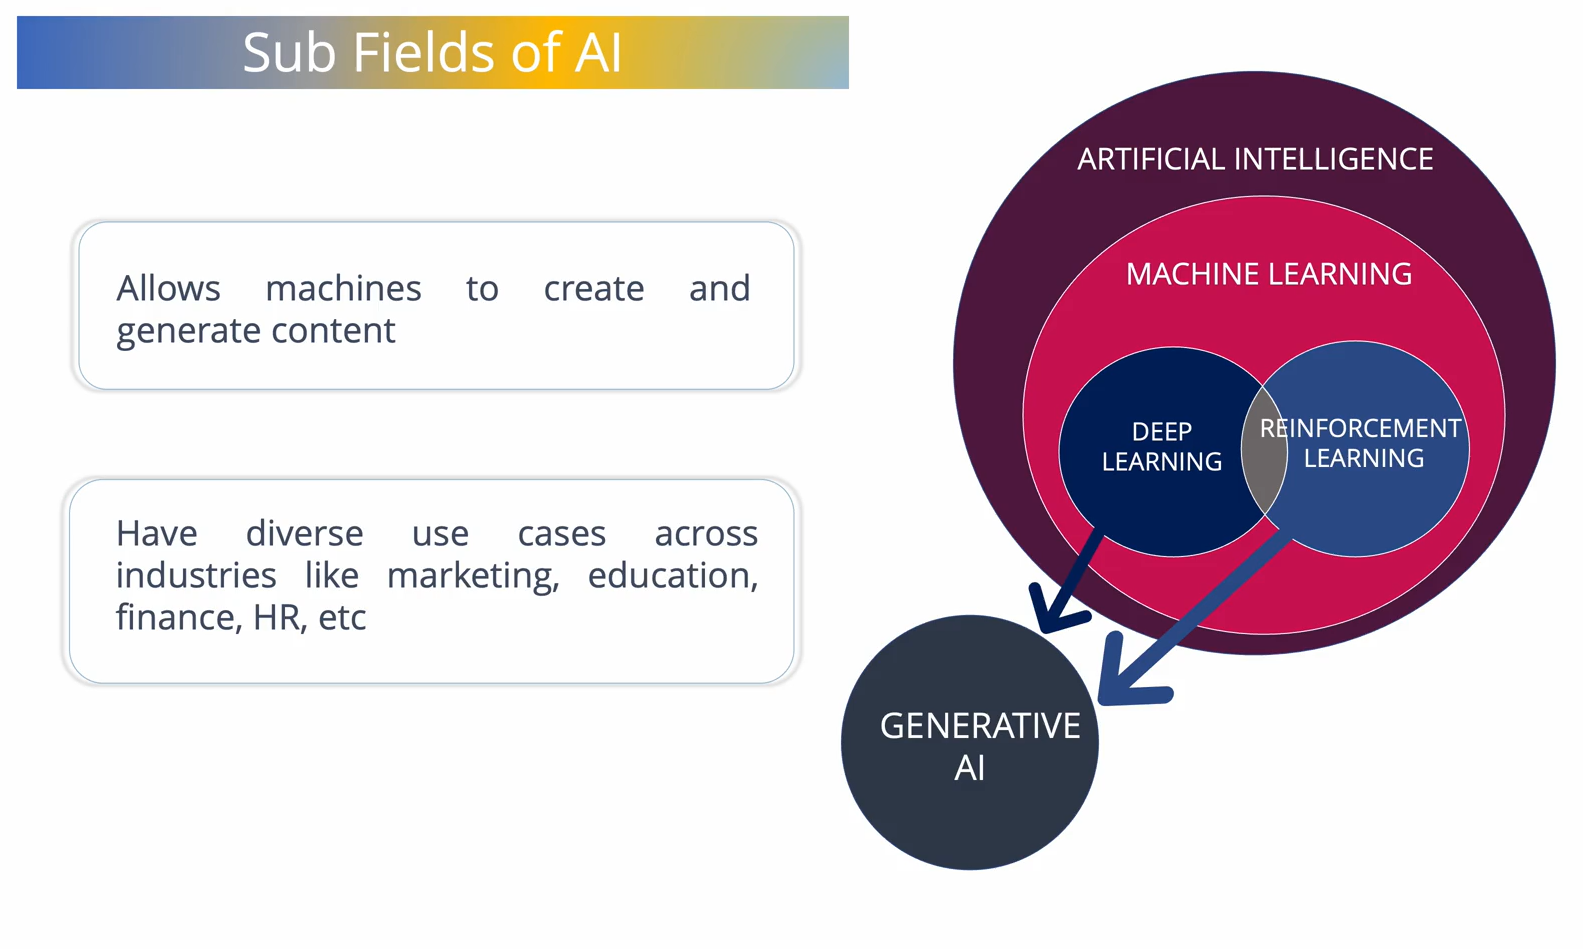 Sub Fields of AI
Allows machines to create and
generate content
Have diverse use cases across
industries like marketing, education,
finance, HR, etc
ARTIFICIAL INTELLIGENCE
MACHINE LEARNING
DEEP
LEARNING
REINFORCEMENT
LEARNING
GENERATIVE
AI